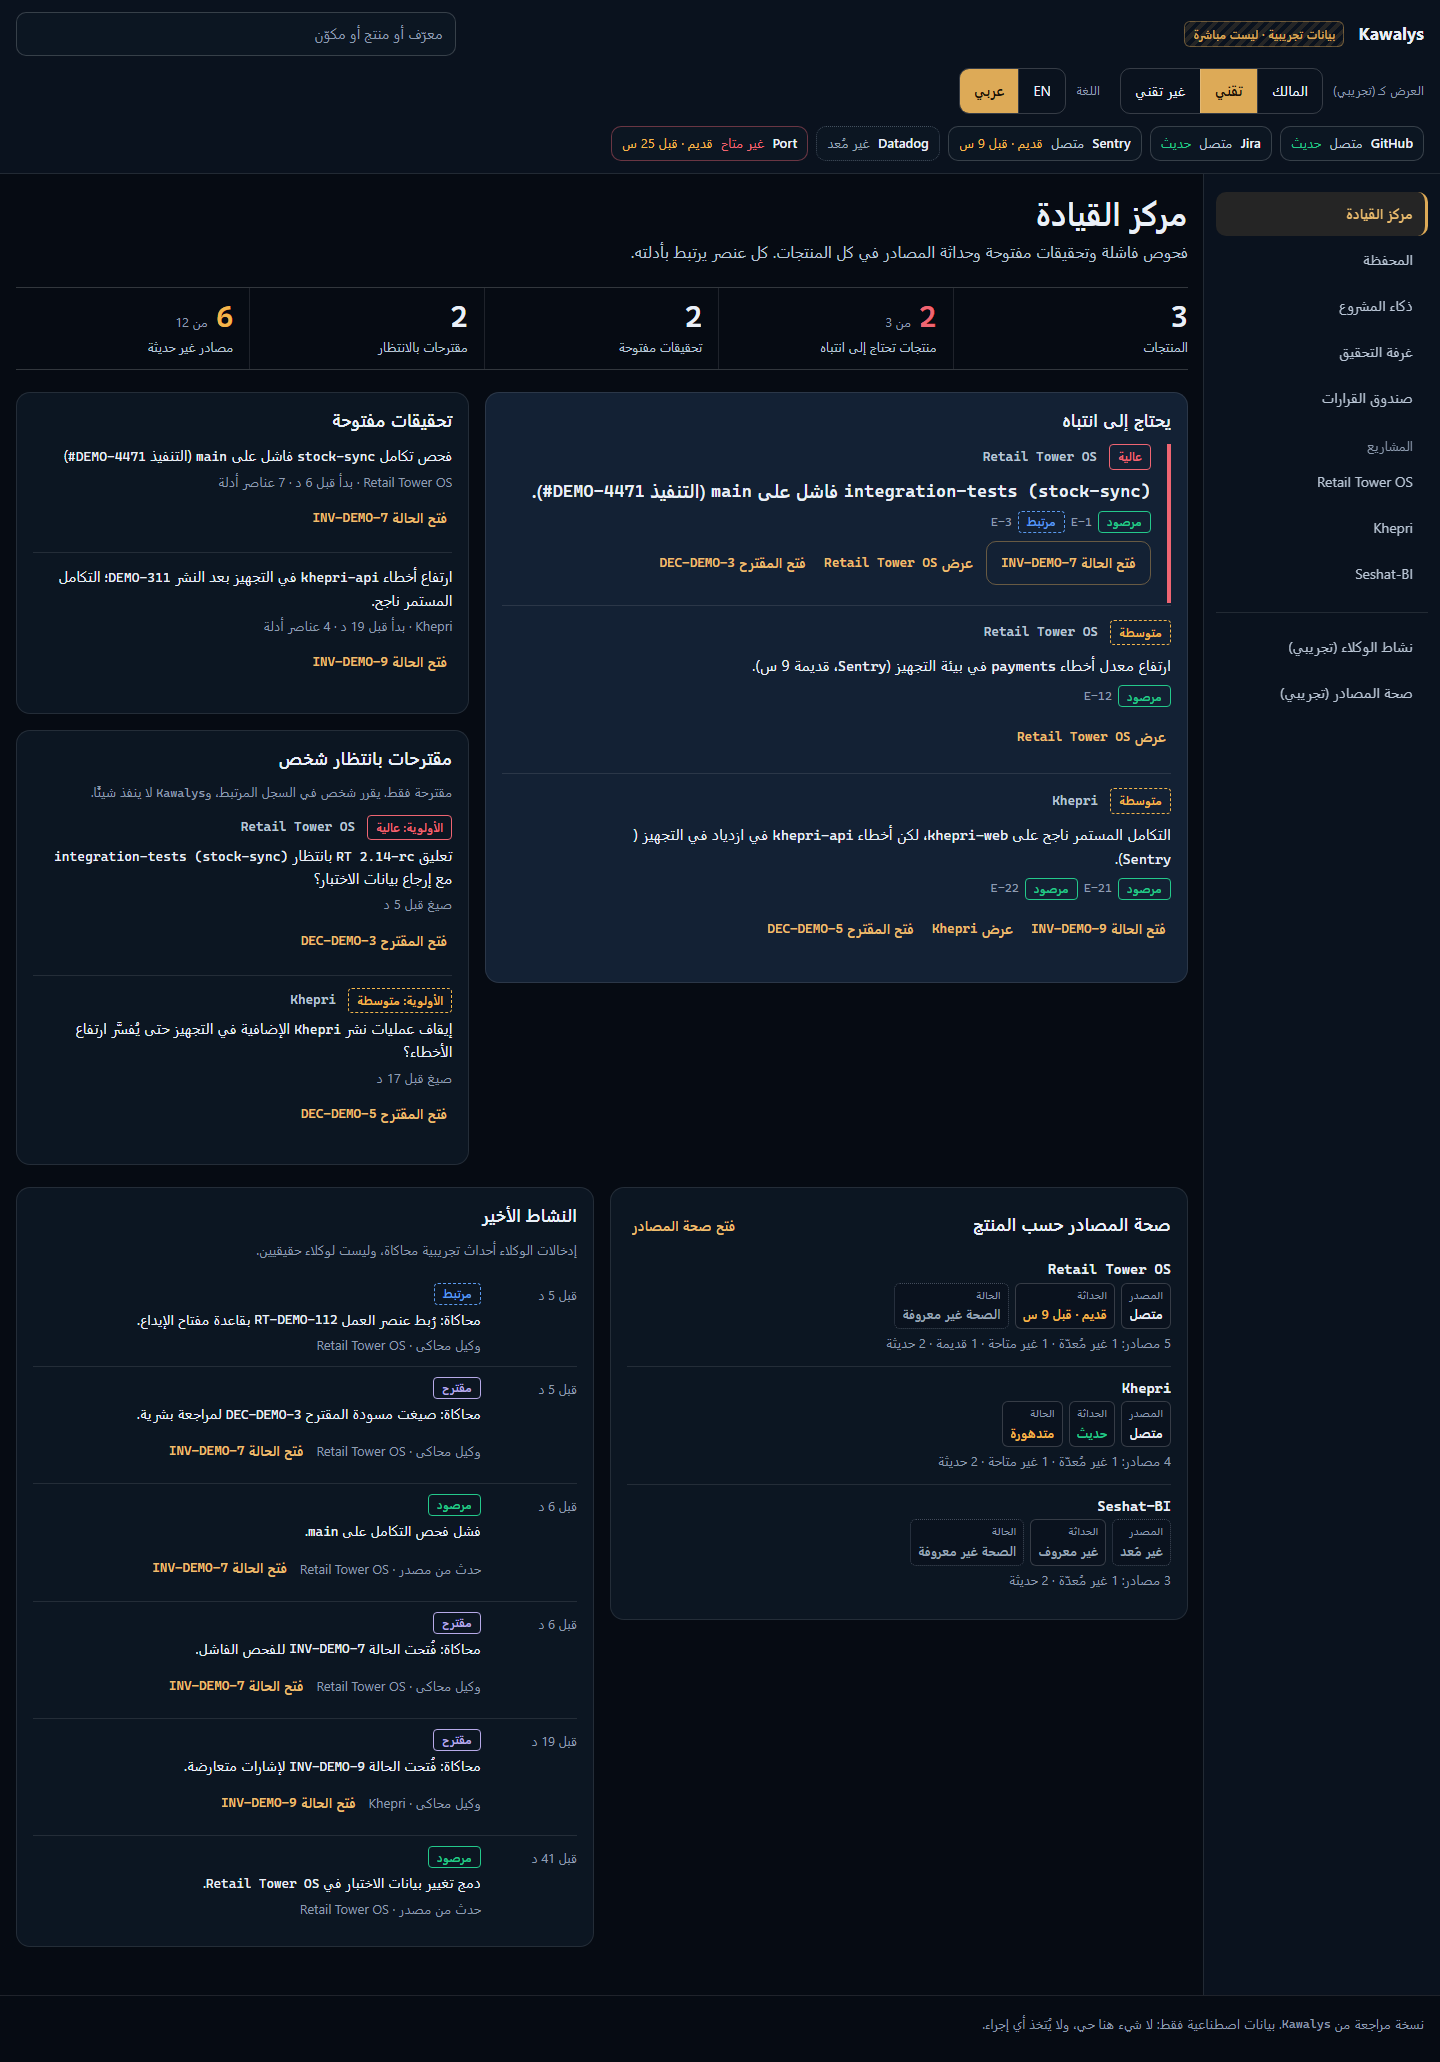 Kawalys
بيانات تجريبية · ليست مباشرة
معرّف أو منتج أو مكوّن
العرض كـ (تجريبي)
المالك تقني غير تقني
اللغة
EN عربي
GitHub متصل حديث
Jira متصل حديث
Sentry متصل قديم · قبل 9 س
Datadog غير مُعد
Port غير متاح قديم · قبل 25 س
مركز القيادة
المحفظة
ذكاء المشروع
غرفة التحقيق
صندوق القرارات
المشاريع
Retail Tower OS
Khepri
Seshat-BI
نشاط الوكلاء (تجريبي)
صحة المصادر (تجريبي)
مركز القيادة
فحوص فاشلة وتحقيقات مفتوحة وحداثة المصادر في كل المنتجات. كل عنصر يرتبط بأدلته.
3
المنتجات
2 من 3
منتجات تحتاج إلى انتباه
2
تحقيقات مفتوحة
2
مقترحات بالانتظار
6 من 12
مصادر غير حديثة
يحتاج إلى انتباه
عالية Retail Tower OS
integration-tests (stock-sync) فاشل على main (التنفيذ DEMO-4471#).
مرصود E-1 مرتبط E-3
فتح الحالة INV-DEMO-7 عرض Retail Tower OS فتح المقترح DEC-DEMO-3
متوسطة Retail Tower OS
ارتفاع معدل أخطاء payments في بيئة التجهيز (Sentry، قديمة 9 س).
مرصود E-12
عرض Retail Tower OS
متوسطة Khepri
التكامل المستمر ناجح على khepri-web، لكن أخطاء khepri-api في ازدياد في التجهيز (
Sentry).
مرصود E-21 مرصود E-22
فتح الحالة INV-DEMO-9 عرض Khepri فتح المقترح DEC-DEMO-5
تحقيقات مفتوحة
فحص تكامل stock-sync فاشل على main (التنفيذ DEMO-4471#)
Retail Tower OS · بدأ قبل 6 د · 7 عناصر أدلة
فتح الحالة INV-DEMO-7
ارتفاع أخطاء khepri-api في التجهيز بعد النشر DEMO-311؛ التكامل
المستمر ناجح.
Khepri · بدأ قبل 19 د · 4 عناصر أدلة
فتح الحالة INV-DEMO-9
مقترحات بانتظار شخص
مقترحة فقط. يقرر شخص في السجل المرتبط، وKawalys لا ينفذ شيئًا.
الأولوية: عالية Retail Tower OS
تعليق RT 2.14-rc بانتظار integration-tests (stock-sync)
مع إرجاع بيانات الاختبار؟
صيغ قبل 5 د
فتح المقترح DEC-DEMO-3
الأولوية: متوسطة Khepri
إيقاف عمليات نشر Khepri الإضافية في التجهيز حتى يُفسَّر ارتفاع
الأخطاء؟
صيغ قبل 17 د
فتح المقترح DEC-DEMO-5
صحة المصادر حسب المنتج
فتح صحة المصادر
Retail Tower OS
المصدر الحداثة الحالة
متصل قديم · قبل 9 س الصحة غير معروفة
5 مصادر: 1 غير مُعدّة · 1 غير متاحة · 1 قديمة · 2 حديثة
Khepri
المصدر الحداثة الحالة
متصل حديث متدهورة
4 مصادر: 1 غير مُعدّة · 1 غير متاحة · 2 حديثة
Seshat-BI
المصدر الحداثة الحالة
غير مُعد غير معروف الصحة غير معروفة
3 مصادر: 1 غير مُعدّة · 2 حديثة
النشاط الأخير
إدخالات الوكلاء أحداث تجريبية محاكاة، وليست لوكلاء حقيقيين.
قبل 5 د
مرتبط
محاكاة: رُبط عنصر العمل RT-DEMO-112 بقاعدة مفتاح الإيداع.
وكيل محاكى · Retail Tower OS
قبل 5 د
مقترح
محاكاة: صيغت مسودة المقترح DEC-DEMO-3 لمراجعة بشرية.
وكيل محاكى · Retail Tower OS فتح الحالة INV-DEMO-7
قبل 6 د
مرصود
فشل فحص التكامل على main.
حدث من مصدر · Retail Tower OS فتح الحالة INV-DEMO-7
قبل 6 د
مقترح
محاكاة: فُتحت الحالة INV-DEMO-7 للفحص الفاشل.
وكيل محاكى · Retail Tower OS فتح الحالة INV-DEMO-7
قبل 19 د
مقترح
محاكاة: فُتحت الحالة INV-DEMO-9 لإشارات متعارضة.
وكيل محاكى · Khepri فتح الحالة INV-DEMO-9
قبل 41 د
مرصود
دمج تغيير بيانات الاختبار في Retail Tower OS.
حدث من مصدر · Retail Tower OS
نسخة مراجعة من Kawalys. بيانات اصطناعية فقط: لا شيء هنا حي، ولا يُتخذ أي إجراء.